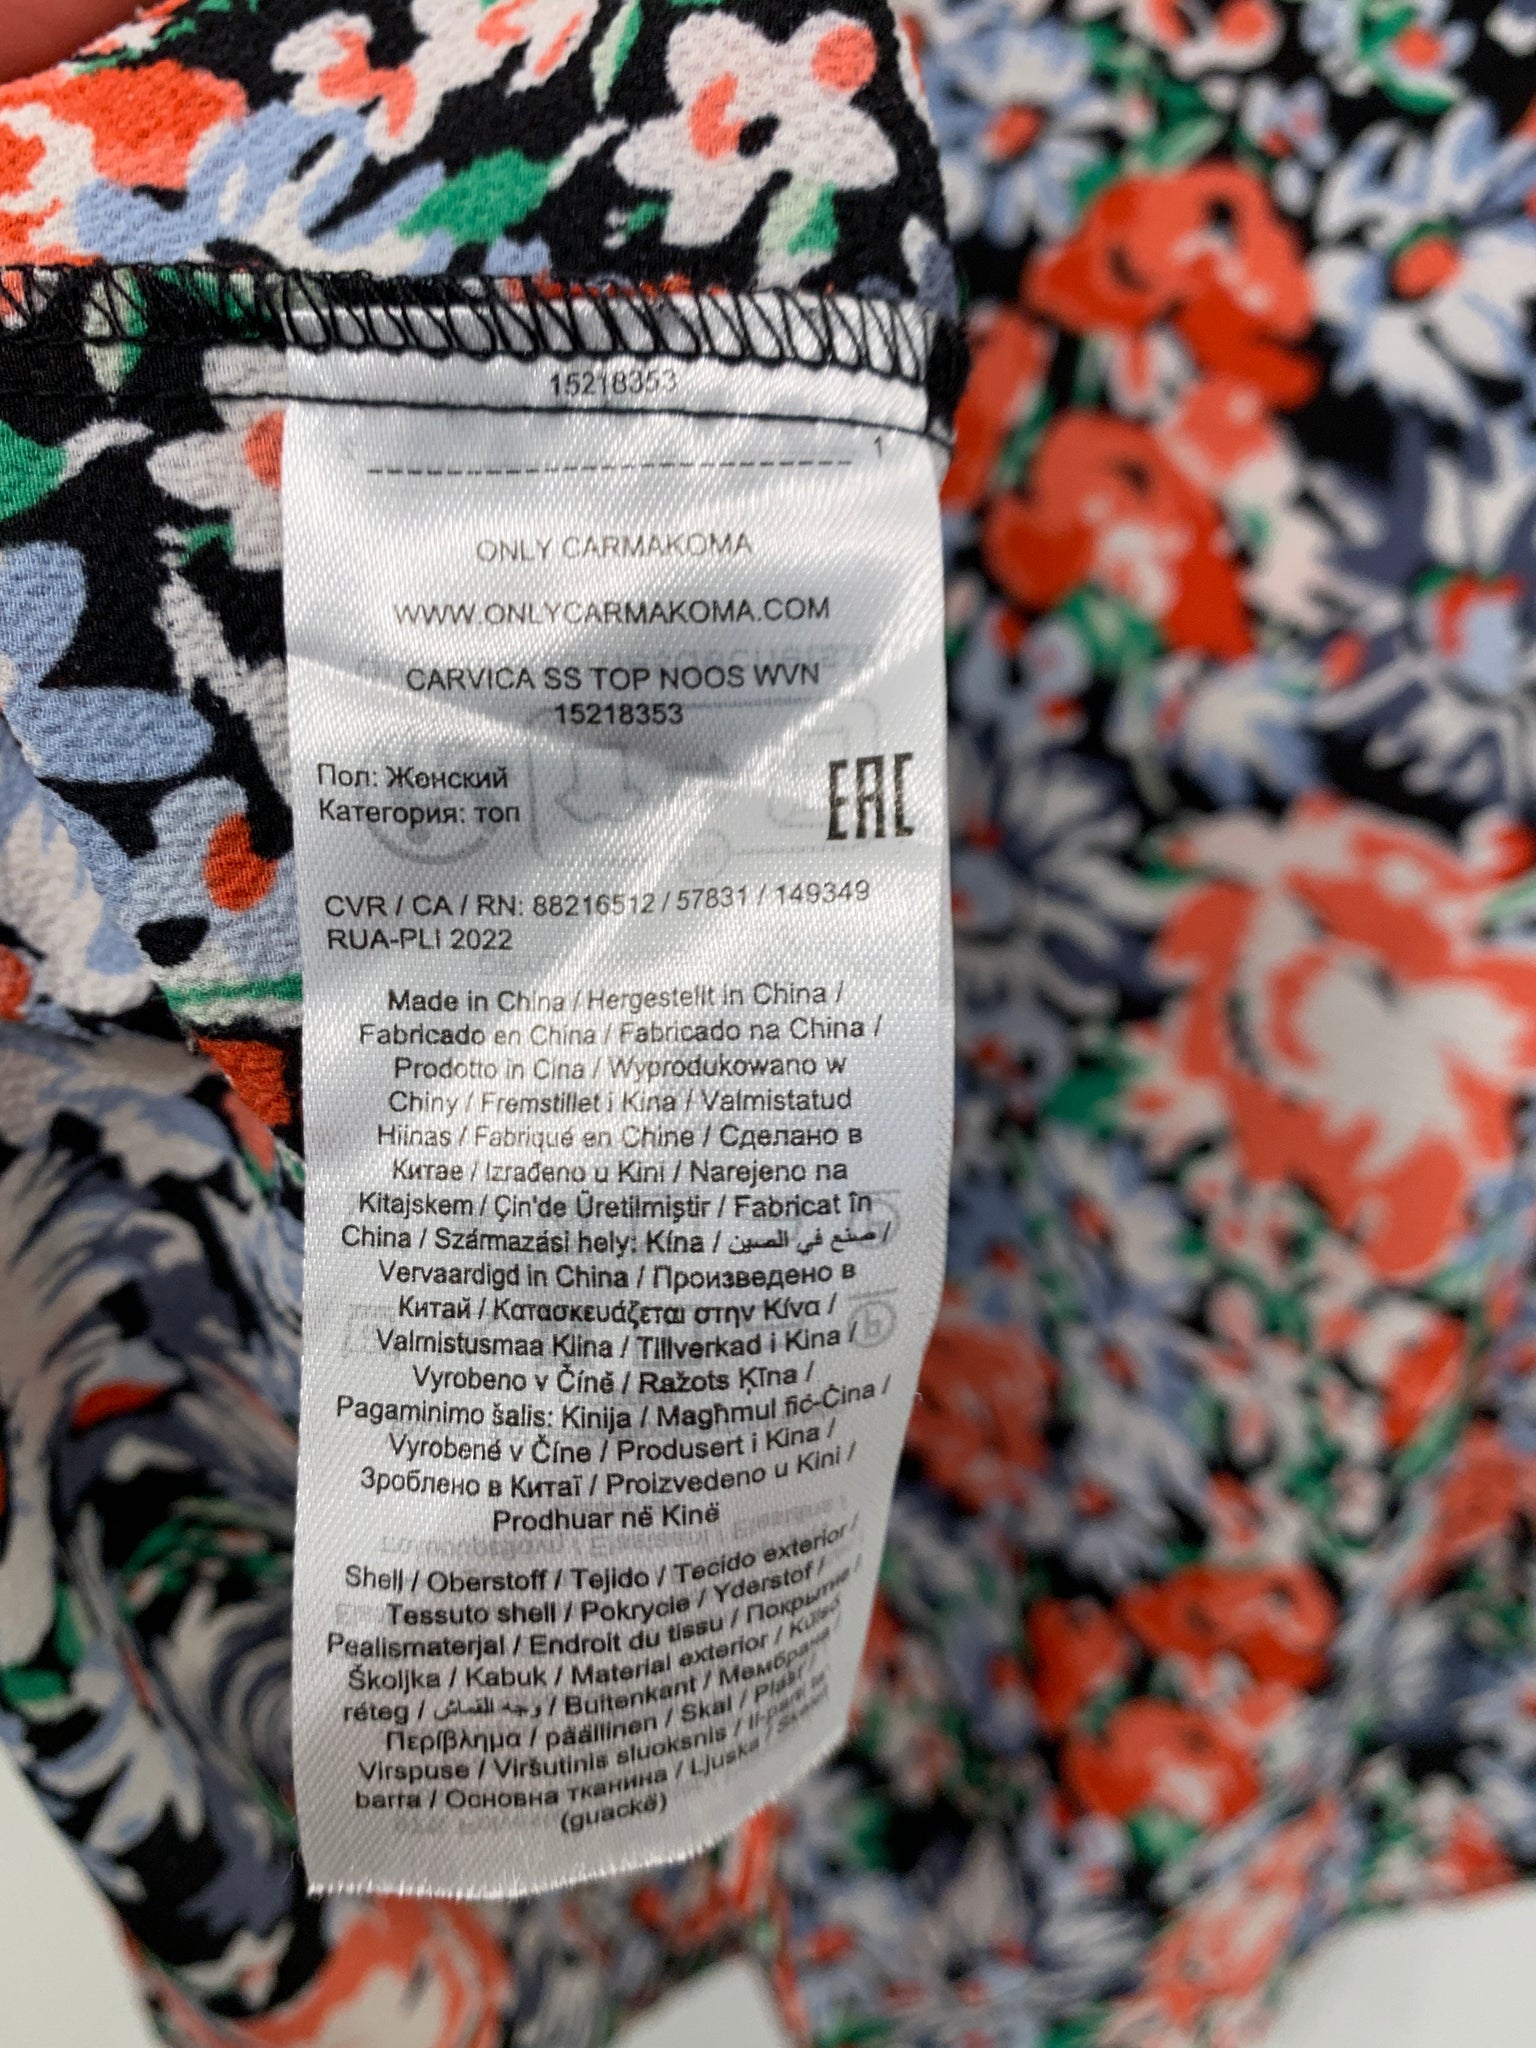 15218353
1
ONLY CARMAKOMA
WWW.ONLYCARMAKOMA.COM
CARVICA SS TOP NOOS WVN
15218353
Пол: Женский
Категория: топ
EAC
CVR / CA / RN: 88216512 / 57831 / 149349
RUA-PLI 2022
Made in China / Hergestellt in China /
Fabricado en China / Fabricado na China /
Prodotto in Cina / Wyprodukowano w
Chiny / Fremstillet i Kina / Valmistatud
Hiinas / Fabriqué en Chine / Сделано в
Китае / Izrađeno u Kini / Narejeno na
Kitajskem / Çin'de Üretilmiştir / Fabricat în
China / Származási hely: Kína / صنع في الصين /
Vervaardigd in China / Произведено в
Китай / Κατασκευάζεται στην Κίνα /
Valmistusmaa Kiina / Tillverkad i Kina /
Vyrobeno v Číně / Ražots Ķīna /
Pagaminimo šalis: Kinija / Magħmul fiċ-Ċina /
Vyrobené v Číne / Produsert i Kina /
Зроблено в Китаї / Proizvedeno u Kini /
Prodhuar në Kinë
Shell / Oberstoff / Tejido / Tecido exterior /
Tessuto shell / Pokrycie / Yderstof /
Pealismaterjal / Endroit du tissu / Покрытие /
Školjka / Kabuk / Material exterior / Külső
réteg / وجه القماش / Buitenkant / Мембрана /
Περίβλημα / päällinen / Skal / Plášť /
Virspuse / Viršutinis sluoksnis / Il-parti ta'
barra / Основна тканина / Ljuska / Skelet
(guackë)